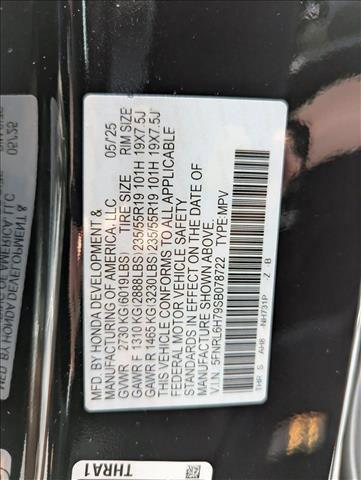 MFD. BY HONDA DEVELOPMENT &
MANUFACTURING OF AMERICA, LLC 05/25
GVWR 2730 KG(6019LBS) TIRE SIZE RIM SIZE
GAWR F 1310 KG(2888LBS)235/55R19 101H 19X7.5J
GAWR R 1465 KG(3230LBS)235/55R19 101H 19X7.5J
THIS VEHICLE CONFORMS TO ALL APPLICABLE
FEDERAL MOTOR VEHICLE SAFETY
STANDARDS IN EFFECT ON THE DATE OF
MANUFACTURE SHOWN ABOVE.
V.I.N. 5FNRL6H79SB078722 TYPE:MPV
THR S AH8 NH731P Z B
THRA1